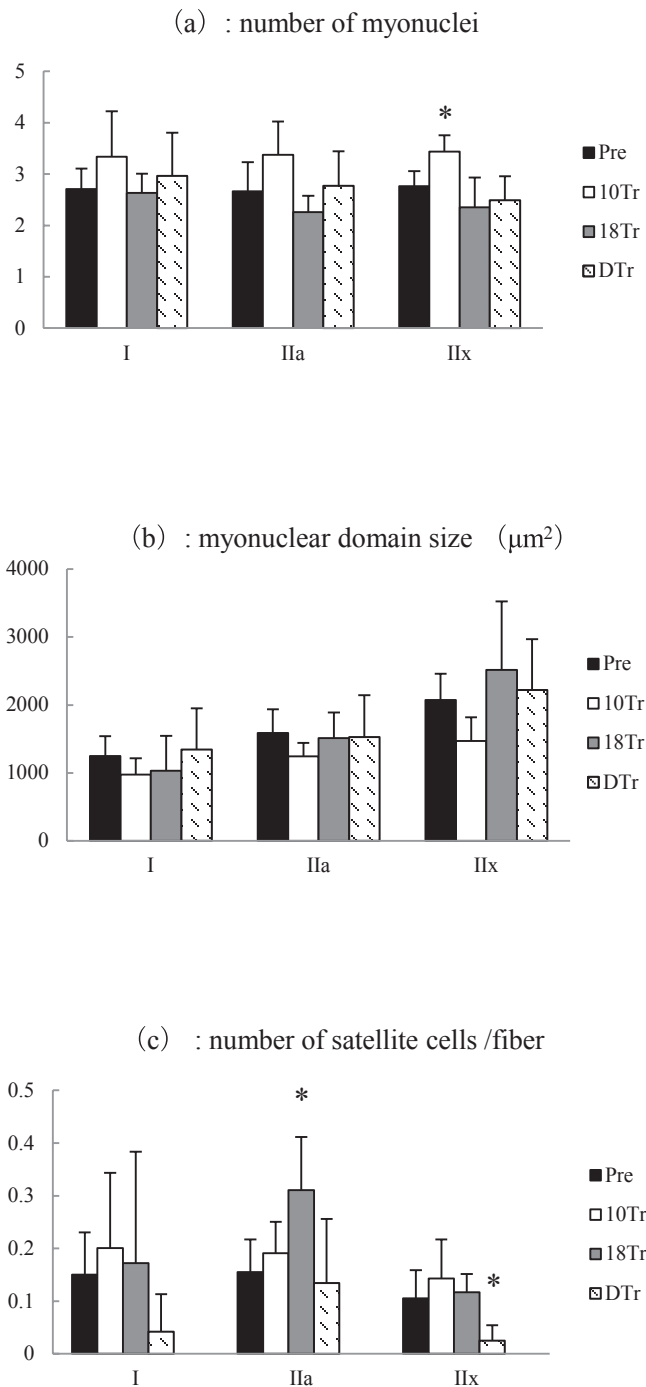 (a) : number of myonuclei
5
4
3
2
1
0
*
I
IIa
IIx
Pre
10Tr
18Tr
DTr
(b) : myonuclear domain size (μm²)
4000
3000
2000
1000
0
I
IIa
IIx
Pre
10Tr
18Tr
DTr
(c) : number of satellite cells /fiber
0.5
0.4
0.3
0.2
0.1
0
*
*
I
IIa
IIx
Pre
10Tr
18Tr
DTr